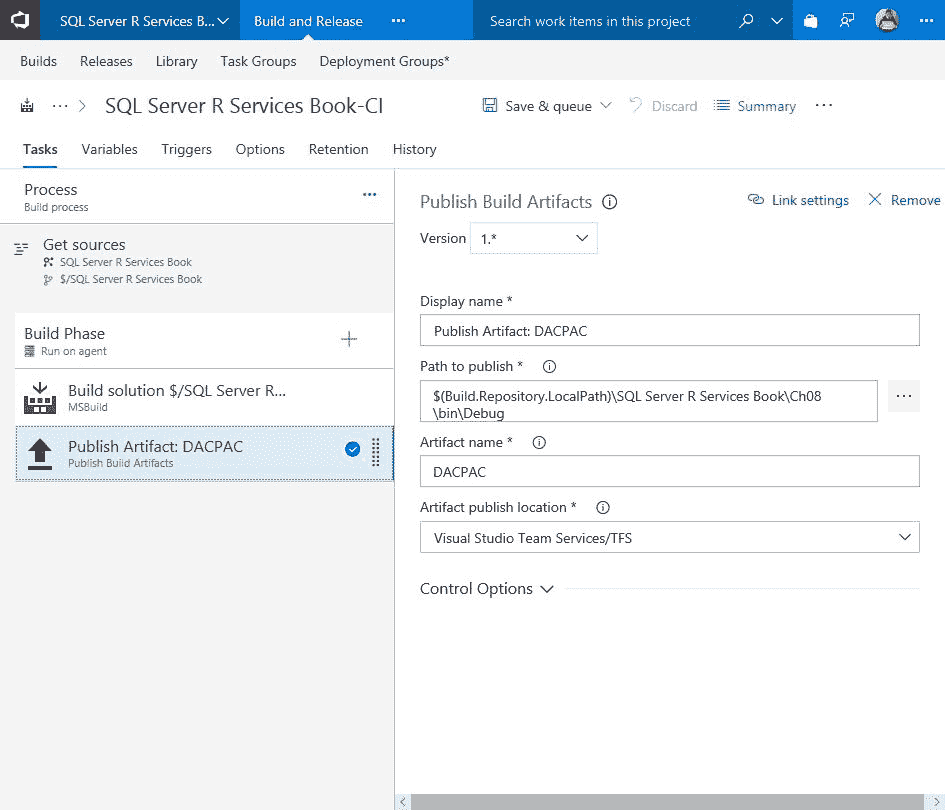 SQL Server R Services B...
Build and Release
...
Search work items in this project
...
Builds
Releases
Library
Task Groups
Deployment Groups*
... > SQL Server R Services Book-CI
Save & queue
Discard
Summary
...
Tasks
Variables
Triggers
Options
Retention
History
Process
...
Build process
Get sources
SQL Server R Services Book
$/SQL Server R Services Book
Build Phase
Run on agent
Build solution $/SQL Server R...
MSBuild
Publish Artifact: DACPAC
Publish Build Artifacts
Publish Build Artifacts
Link settings
Remove
Version
1.*
Display name *
Publish Artifact: DACPAC
Path to publish *
$(Build.Repository.LocalPath)\SQL Server R Services Book\Ch08
\bin\Debug
...
Artifact name *
DACPAC
Artifact publish location *
Visual Studio Team Services/TFS
Control Options